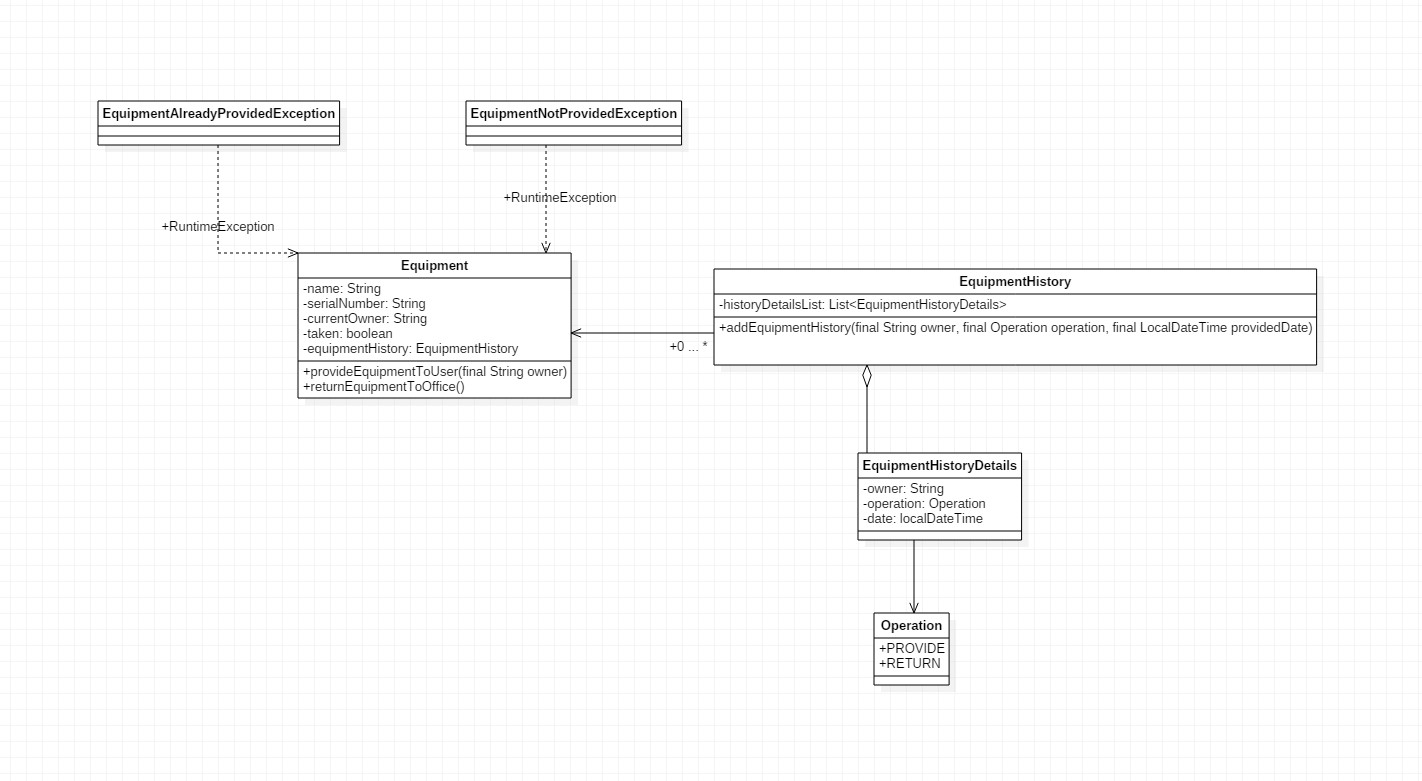 EquipmentAlreadyProvidedException
EquipmentNotProvidedException
+RuntimeException
+RuntimeException
Equipment
-name: String
-serialNumber: String
-currentOwner: String
-taken: boolean
-equipmentHistory: EquipmentHistory
+provideEquipmentToUser(final String owner)
+returnEquipmentToOffice()
+0 ... *
EquipmentHistory
-historyDetailsList: List<EquipmentHistoryDetails>
+addEquipmentHistory(final String owner, final Operation operation, final LocalDateTime providedDate)
EquipmentHistoryDetails
-owner: String
-operation: Operation
-date: localDateTime
Operation
+PROVIDE
+RETURN